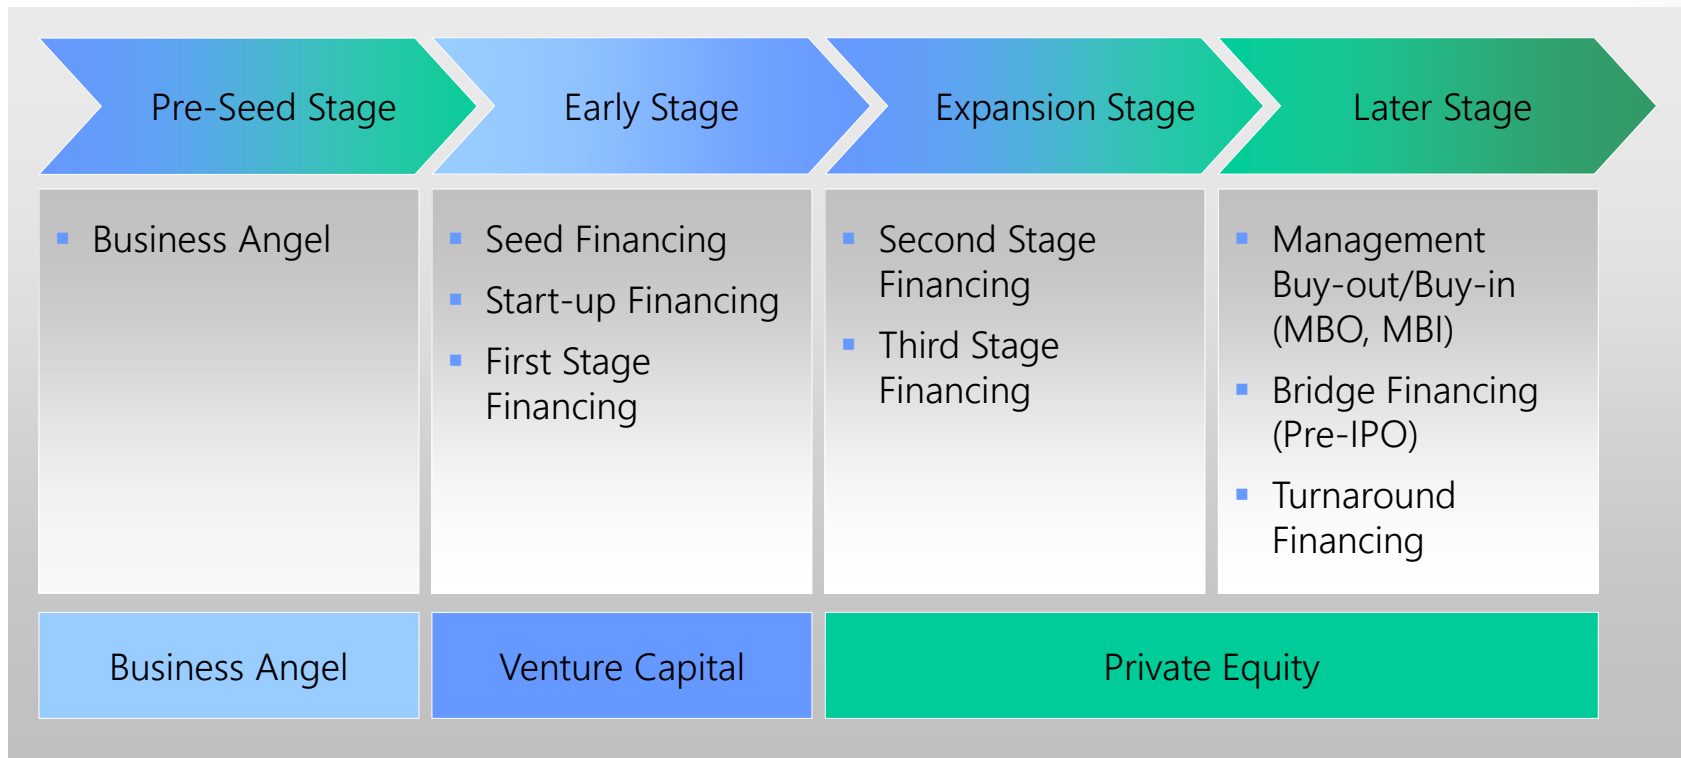 Pre-Seed Stage
Early Stage
Expansion Stage
Later Stage
Business Angel
Seed Financing
Start-up Financing
First Stage
Financing
Second Stage
Financing
Third Stage
Financing
Management
Buy-out/Buy-in
(MBO, MBI)
Bridge Financing
(Pre-IPO)
Turnaround
Financing
Business Angel
Venture Capital
Private Equity